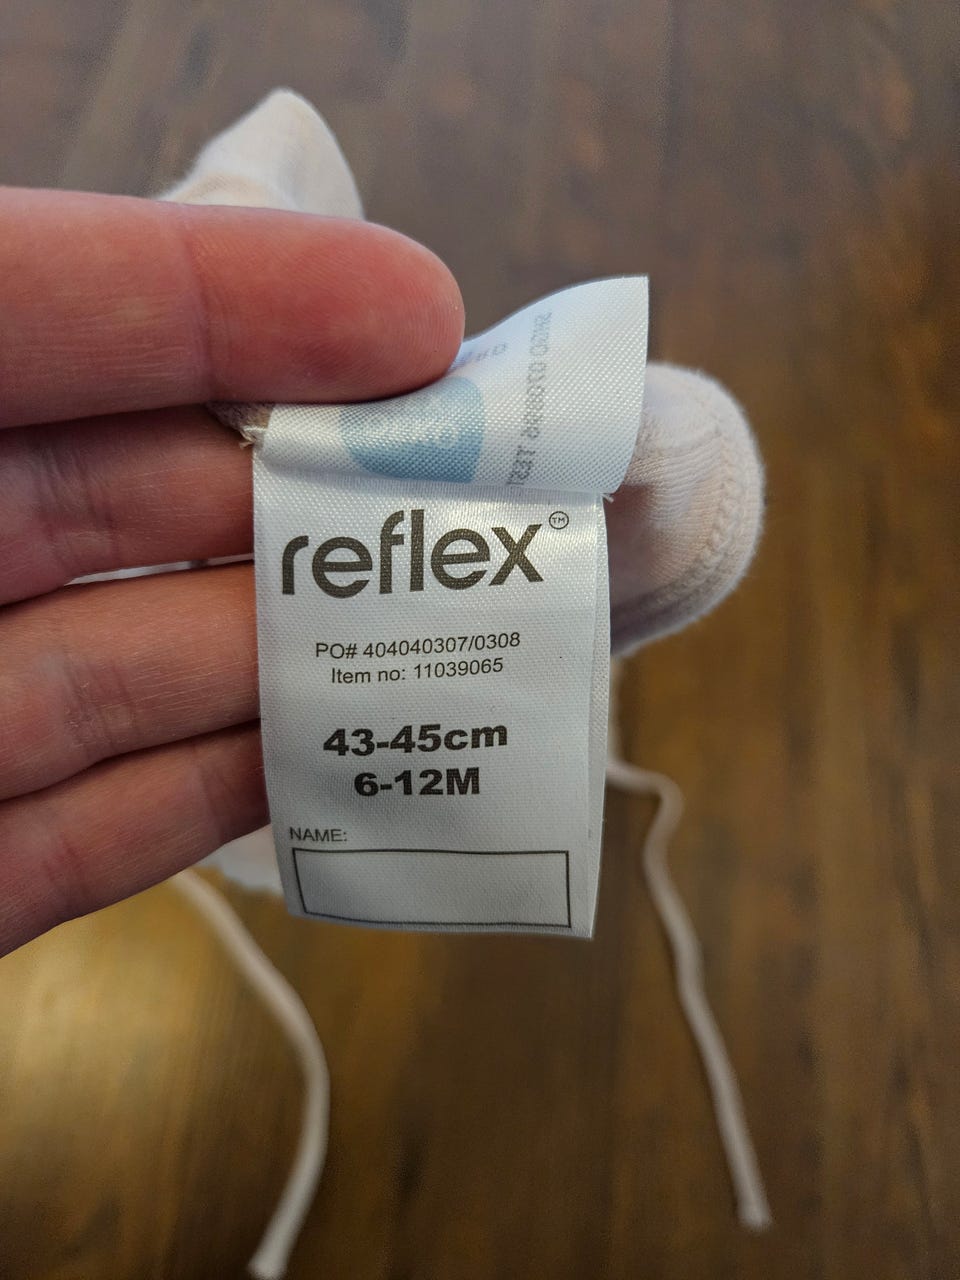 reflex™
PO# 404040307/0308
Item no: 11039065
43-45cm
6-12M
NAME: